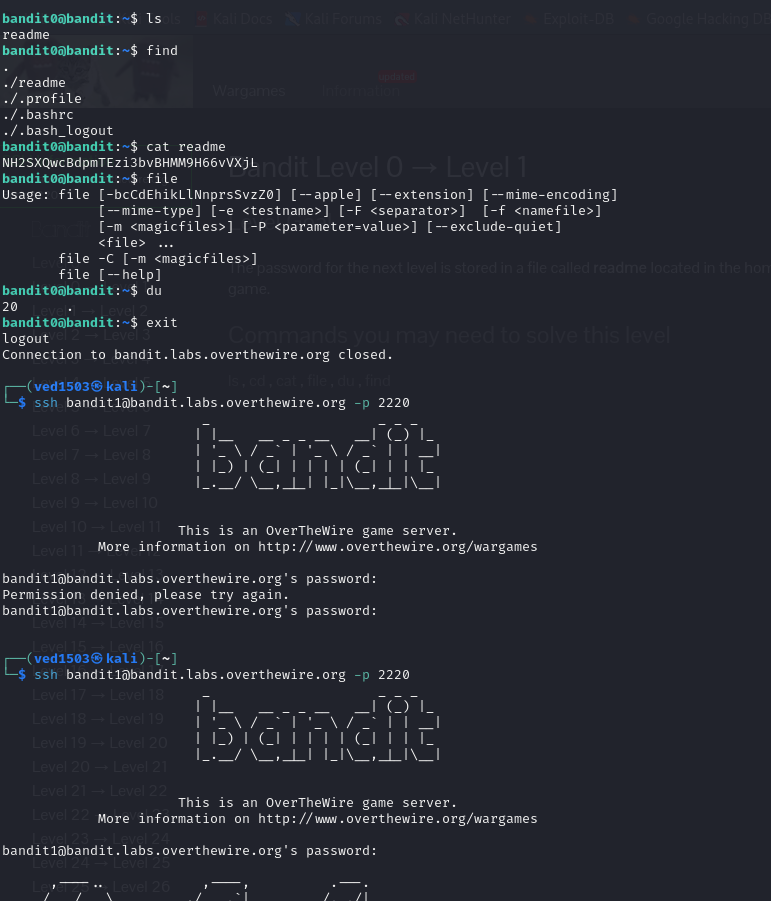 bandit0@bandit:~$ ls
readme
bandit0@bandit:~$ find
.
./readme
./.profile
./.bashrc
./.bash_logout
bandit0@bandit:~$ cat readme
NH2SXQwcBdpmTEzi3bvBHMM9H66vVXjL
bandit0@bandit:~$ file
Usage: file [-bcCdEhikLlNnprsSvzZ0] [--apple] [--extension] [--mime-encoding]
            [--mime-type] [-e <testname>] [-F <separator>]  [-f <namefile>]
            [-m <magicfiles>] [-P <parameter=value>] [--exclude-quiet]
            <file> ...
       file -C [-m <magicfiles>]
       file [--help]
bandit0@bandit:~$ du
20      .
bandit0@bandit:~$ exit
logout
Connection to bandit.labs.overthewire.org closed.
┌──(ved1503㉿kali)-[~]
└─$ ssh bandit1@bandit.labs.overthewire.org -p 2220
bandit
This is an OverTheWire game server.
More information on http://www.overthewire.org/wargames
bandit1@bandit.labs.overthewire.org's password:
Permission denied, please try again.
bandit1@bandit.labs.overthewire.org's password:
┌──(ved1503㉿kali)-[~]
└─$ ssh bandit1@bandit.labs.overthewire.org -p 2220
bandit
This is an OverTheWire game server.
More information on http://www.overthewire.org/wargames
bandit1@bandit.labs.overthewire.org's password:
Kali Docs
Kali Forums
Kali NetHunter
Exploit-DB
Google Hacking DB
Wargames
Information
updated
Bandit Level 0 → Level 1
The password for the next level is stored in a file called readme located in the hom
game.
Commands you may need to solve this level
ls, cd, cat, file, du, find
Level 2
Level 2 → Level 3
Level 6 → Level 7
Level 7 → Level 8
Level 8 → Level 9
Level 9 → Level 10
Level 10 → Level 11
Level 11
Level 14 → Level 15
Level 15 → Level 16
Level 17 → Level 18
Level 18 → Level 19
Level 19 → Level 20
Level 20 → Level 21
Level 21 → Level 22
Level 22
Level 23 → Level 24
Level 24 → Level 25
Level 25 → Level 26